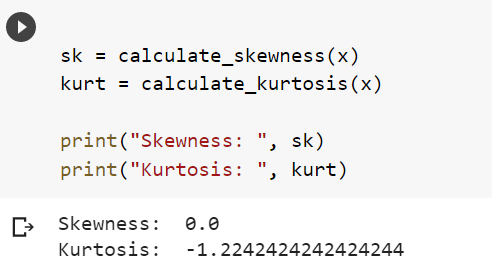 sk = calculate_skewness(x)
kurt = calculate_kurtosis(x)
print("Skewness: ", sk)
print("Kurtosis: ", kurt)
Skewness:  0.0
Kurtosis:  -1.2242424242424244